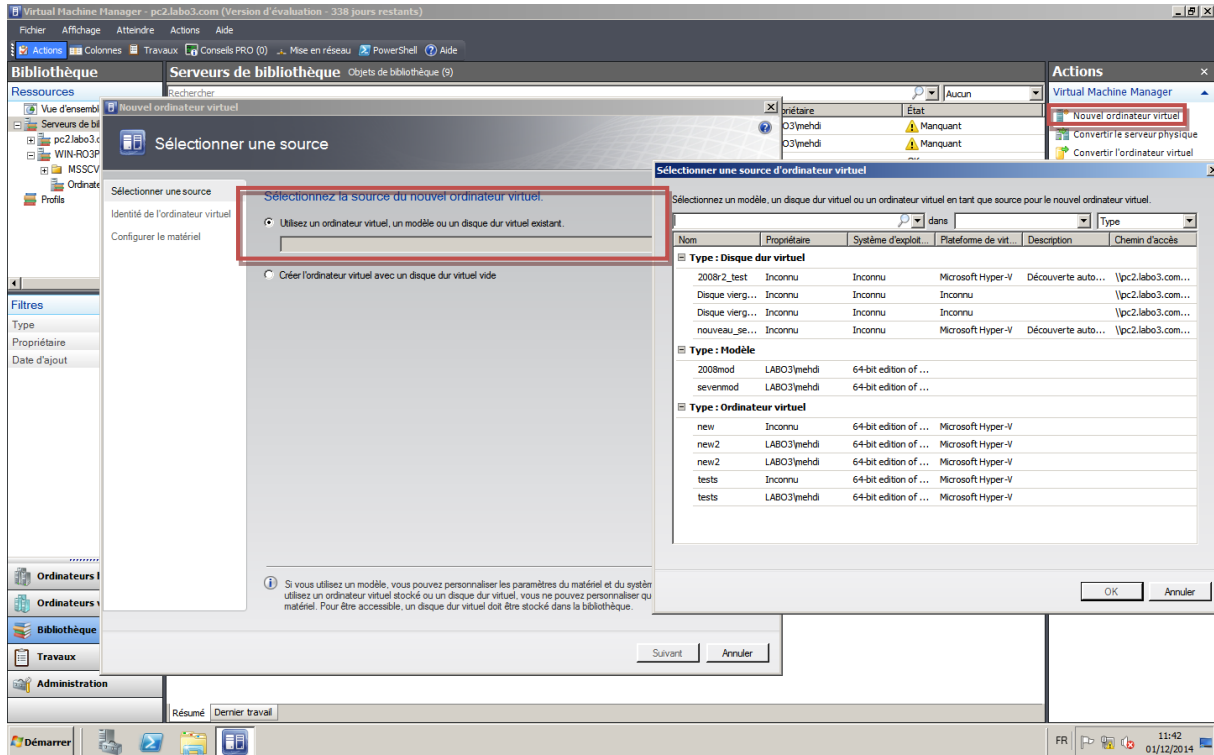 Virtual Machine Manager - pc2.labo3.com (Version d'évaluation - 338 jours restants)
Fichier Affichage Atteindre Actions Aide
Actions Colonnes Travaux Conseils PRO (0) Mise en réseau PowerShell Aide
Bibliothèque
Ressources
Vue d'ensembl
Serveurs de bi
pc2.labo3.c
WIN-RO3P
MSSCV
Ordinate
Profils
Filtres
Type
Propriétaire
Date d'ajout
Ordinateurs
Ordinateurs
Bibliothèque
Travaux
Administration
Serveurs de bibliothèque Objets de bibliothèque (9)
Rechercher
Aucun
priétaire État
O3\mehdi Manquant
O3\mehdi Manquant
Résumé Dernier travail
Actions
Virtual Machine Manager
Nouvel ordinateur virtuel
Convertir le serveur physique
Convertir l'ordinateur virtuel
Nouvel ordinateur virtuel
Sélectionner une source
Sélectionner une source
Identité de l'ordinateur virtuel
Configurer le matériel
Sélectionnez la source du nouvel ordinateur virtuel.
Utilisez un ordinateur virtuel, un modèle ou un disque dur virtuel existant.
Créer l'ordinateur virtuel avec un disque dur virtuel vide
Si vous utilisez un modèle, vous pouvez personnaliser les paramètres du matériel et du systèm
utilisez un ordinateur virtuel stocké ou un disque dur virtuel, vous ne pouvez personnaliser qu
matériel. Pour être accessible, un disque dur virtuel doit être stocké dans la bibliothèque.
Suivant Annuler
Sélectionner une source d'ordinateur virtuel
Sélectionnez un modèle, un disque dur virtuel ou un ordinateur virtuel en tant que source pour le nouvel ordinateur virtuel.
dans Type
Nom Propriétaire Système d'exploit... Plateforme de virt... Description Chemin d'accès
Type : Disque dur virtuel
2008r2_test Inconnu Inconnu Microsoft Hyper-V Découverte auto... \\pc2.labo3.com...
Disque vierg... Inconnu Inconnu Inconnu \\pc2.labo3.com...
Disque vierg... Inconnu Inconnu Inconnu \\pc2.labo3.com...
nouveau_se... Inconnu Inconnu Microsoft Hyper-V Découverte auto... \\pc2.labo3.com...
Type : Modèle
2008mod LABO3\mehdi 64-bit edition of ...
sevenmod LABO3\mehdi 64-bit edition of ...
Type : Ordinateur virtuel
new Inconnu 64-bit edition of ... Microsoft Hyper-V
new2 LABO3\mehdi 64-bit edition of ... Microsoft Hyper-V
new2 LABO3\mehdi 64-bit edition of ... Microsoft Hyper-V
tests Inconnu 64-bit edition of ... Microsoft Hyper-V
tests LABO3\mehdi 64-bit edition of ... Microsoft Hyper-V
OK Annuler
Démarrer
FR
11:42
01/12/2014